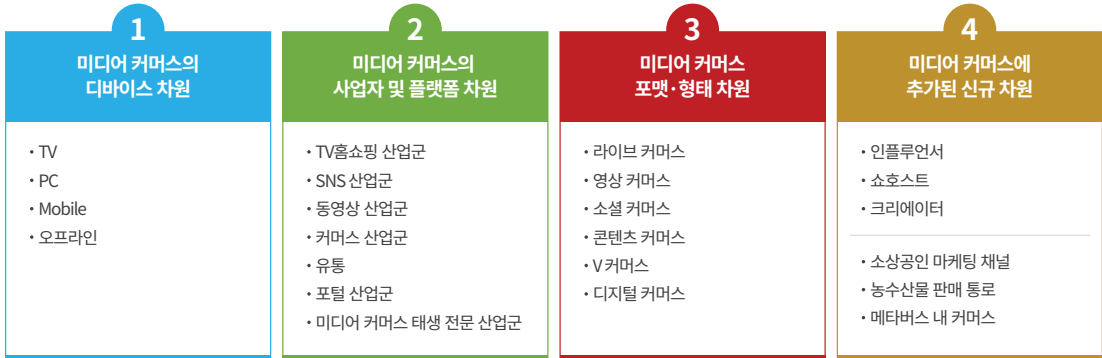 1
미디어 커머스의
디바이스 차원
· TV
· PC
· Mobile
· 오프라인
2
미디어 커머스의
사업자 및 플랫폼 차원
· TV홈쇼핑 산업군
· SNS 산업군
· 동영상 산업군
· 커머스 산업군
· 유통
· 포털 산업군
· 미디어 커머스 태생 전문 산업군
3
미디어 커머스
포맷·형태 차원
· 라이브 커머스
· 영상 커머스
· 소셜 커머스
· 콘텐츠 커머스
· V 커머스
· 디지털 커머스
4
미디어 커머스에
추가된 신규 차원
· 인플루언서
· 쇼호스트
· 크리에이터
· 소상공인 마케팅 채널
· 농수산물 판매 통로
· 메타버스 내 커머스